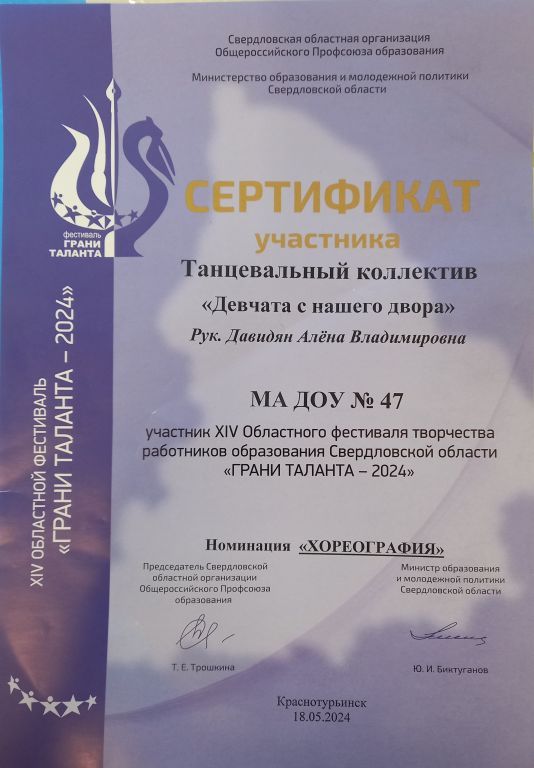 Свердловская областная организация
Общероссийского Профсоюза образования
Министерство образования и молодежной политики
Свердловской области
фестиваль
ГРАНИ
ТАЛАНТА
СЕРТИФИКАТ
участника
Танцевальный коллектив
«Девчата с нашего двора»
Рук. Давидян Алёна Владимировна
МА ДОУ № 47
участник XIV Областного фестиваля творчества
работников образования Свердловской области
«ГРАНИ ТАЛАНТА – 2024»
XIV ОБЛАСТНОЙ ФЕСТИВАЛЬ
«ГРАНИ ТАЛАНТА – 2024»
Номинация «ХОРЕОГРАФИЯ»
Председатель Свердловской
областной организации
Общероссийского Профсоюза
образования
Т. Е. Трошкина
Министр образования
и молодежной политики
Свердловской области
Ю. И. Биктуганов
Краснотурьинск
18.05.2024